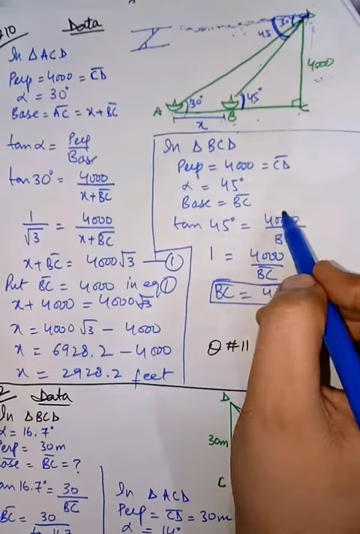 Data
In Δ ACD
Perp = 4000 = CD̅
α = 30°
Base = AC̅ = x + BC̅
tan α = Perp / Base
tan 30° = 4000 / x + BC̅
1 / √3 = 4000 / x + BC̅
x + BC̅ = 4000√3 — ①
Put BC̅ = 4000 in eq ①
x + 4000 = 4000√3
x = 4000√3 − 4000
x = 6928.2 − 4000
x = 2928.2 feet
30°
45
4000
A
30°
B
45°
x
In Δ BCD
Perp = 4000 = CD̅
α = 45°
Base = BC̅
tan 45° = 4000
1 = 4000 / BC̅
BC̅ =
Q #11
Data
In Δ BCD
α = 16.7°
Perp = 30m
Base = BC̅ = ?
tan 16.7° = 30 / BC̅
BC̅ = 30
In Δ ACD
Perp = CD̅ = 30m
α = 14°
D
30m
C